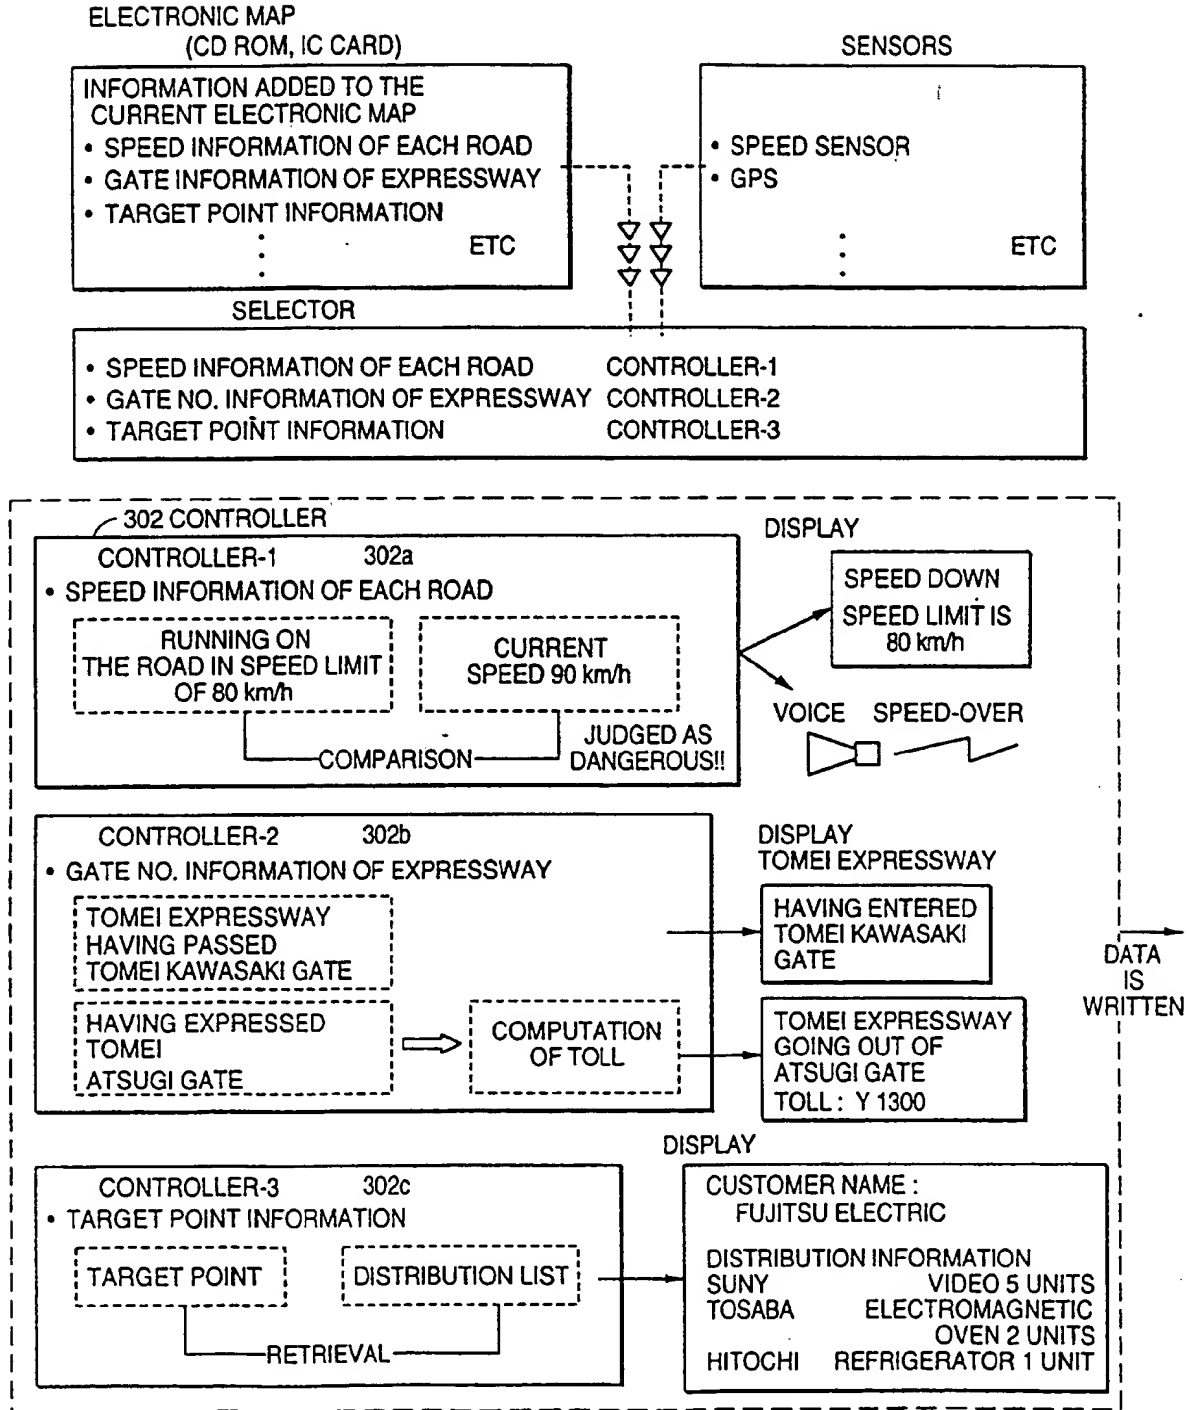 ELECTRONIC MAP
(CD ROM, IC CARD)
INFORMATION ADDED TO THE
CURRENT ELECTRONIC MAP
• SPEED INFORMATION OF EACH ROAD
• GATE INFORMATION OF EXPRESSWAY
• TARGET POINT INFORMATION
ETC
SENSORS
• SPEED SENSOR
• GPS
ETC
SELECTOR
• SPEED INFORMATION OF EACH ROAD CONTROLLER-1
• GATE NO. INFORMATION OF EXPRESSWAY CONTROLLER-2
• TARGET POINT INFORMATION CONTROLLER-3
302 CONTROLLER
CONTROLLER-1 302a
• SPEED INFORMATION OF EACH ROAD
RUNNING ON
THE ROAD IN SPEED LIMIT
OF 80 km/h
CURRENT
SPEED 90 km/h
COMPARISON
JUDGED AS
DANGEROUS!!
DISPLAY
SPEED DOWN
SPEED LIMIT IS
80 km/h
VOICE SPEED-OVER
CONTROLLER-2 302b
• GATE NO. INFORMATION OF EXPRESSWAY
TOMEI EXPRESSWAY
HAVING PASSED
TOMEI KAWASAKI GATE
HAVING EXPRESSED
TOMEI
ATSUGI GATE
COMPUTATION
OF TOLL
DISPLAY
TOMEI EXPRESSWAY
HAVING ENTERED
TOMEI KAWASAKI
GATE
TOMEI EXPRESSWAY
GOING OUT OF
ATSUGI GATE
TOLL : Y 1300
DATA
IS
WRITTEN
CONTROLLER-3 302c
• TARGET POINT INFORMATION
TARGET POINT
DISTRIBUTION LIST
RETRIEVAL
DISPLAY
CUSTOMER NAME :
FUJITSU ELECTRIC
DISTRIBUTION INFORMATION
SUNY VIDEO 5 UNITS
TOSABA ELECTROMAGNETIC
OVEN 2 UNITS
HITOCHI REFRIGERATOR 1 UNIT